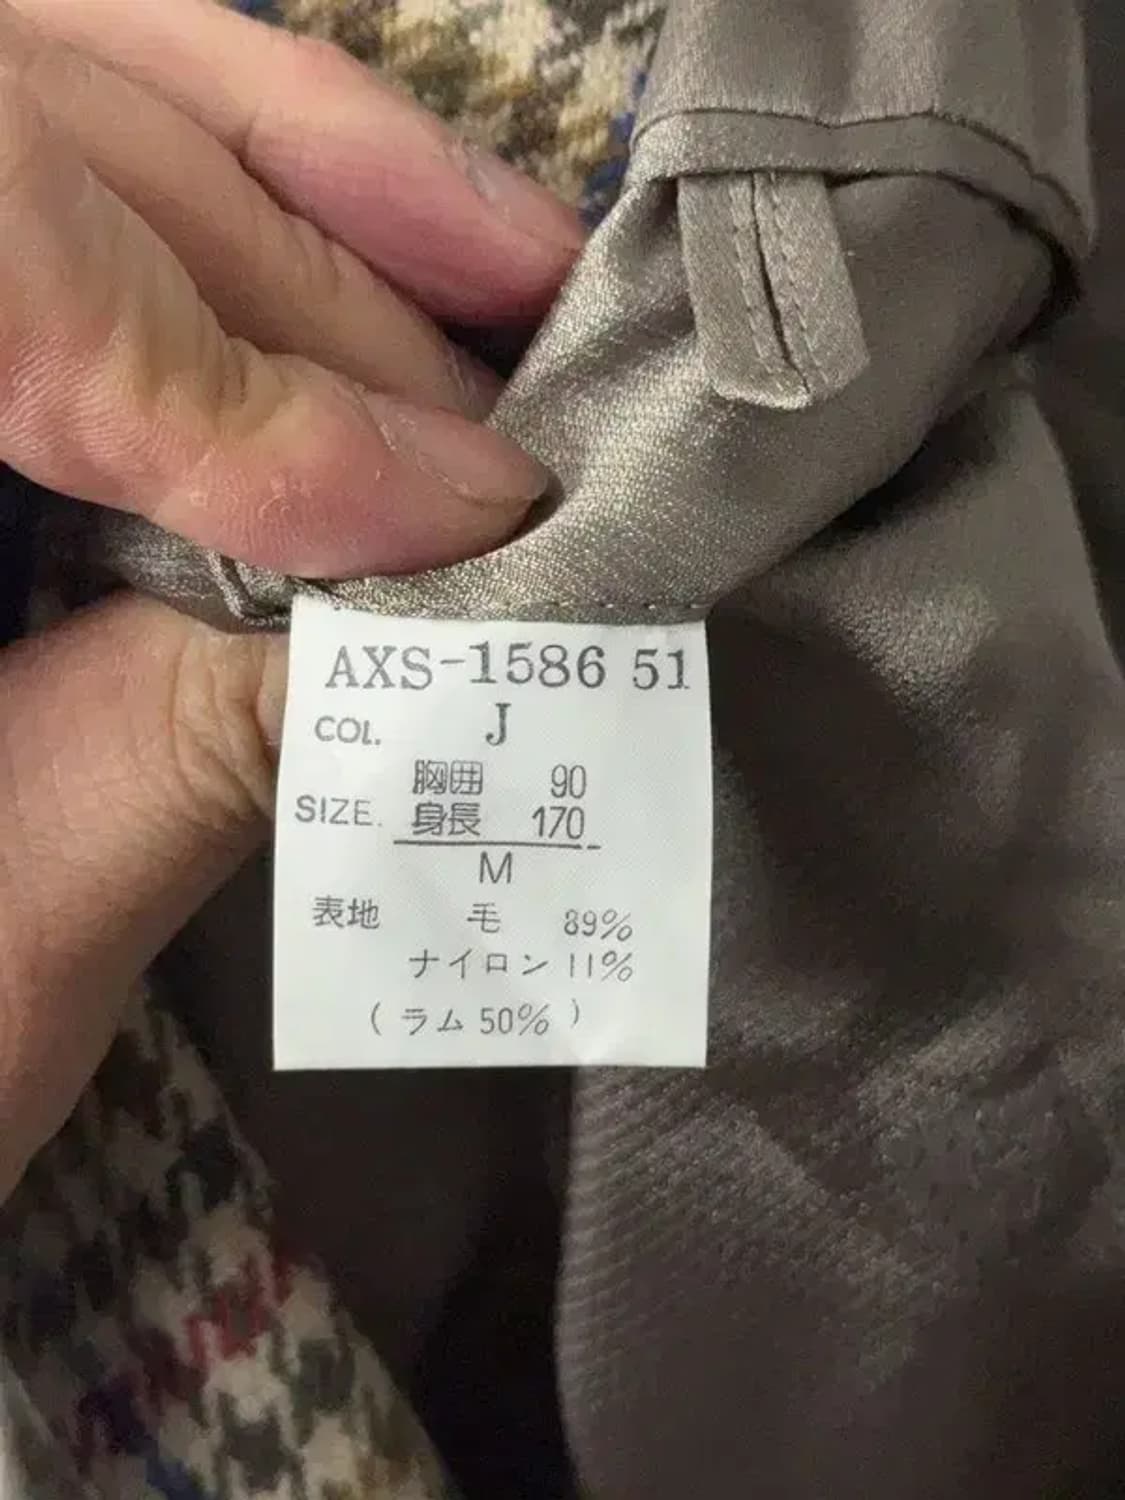 AXS-1586 51
COL. J
胸囲 90
SIZE. 身長 170
M
表地 毛 89%
ナイロン 11%
(ラム 50%)